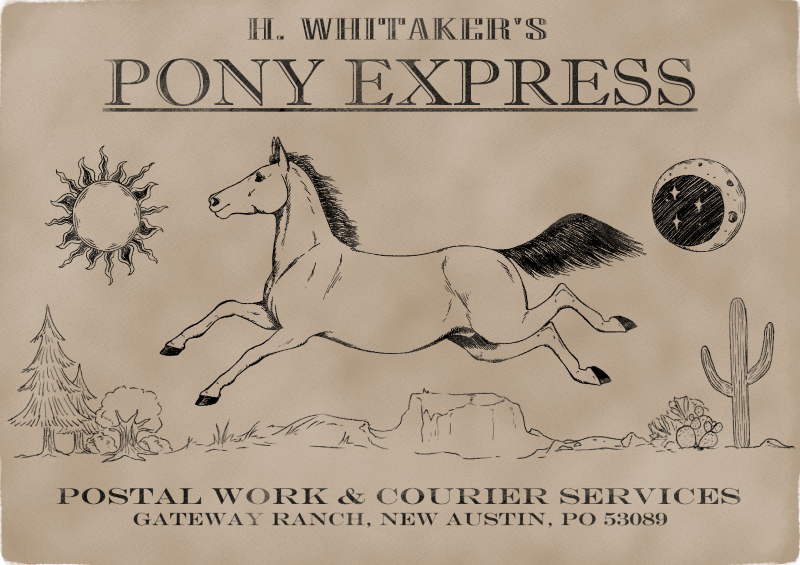 H. WHITAKER'S
PONY EXPRESS
POSTAL WORK & COURIER SERVICES
GATEWAY RANCH, NEW AUSTIN, PO 53089